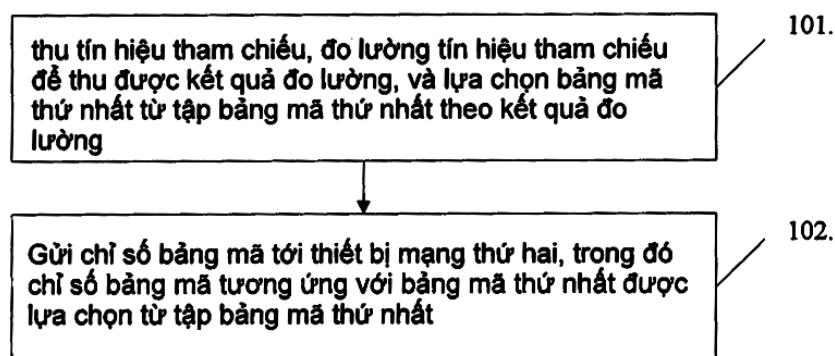 101.
thu tín hiệu tham chiếu, đo lường tín hiệu tham chiếu
để thu được kết quả đo lường, và lựa chọn bảng mã
thứ nhất từ tập bảng mã thứ nhất theo kết quả đo
lường
102.
Gửi chỉ số bảng mã tới thiết bị mạng thứ hai, trong đó
chỉ số bảng mã tương ứng với bảng mã thứ nhất được
lựa chọn từ tập bảng mã thứ nhất